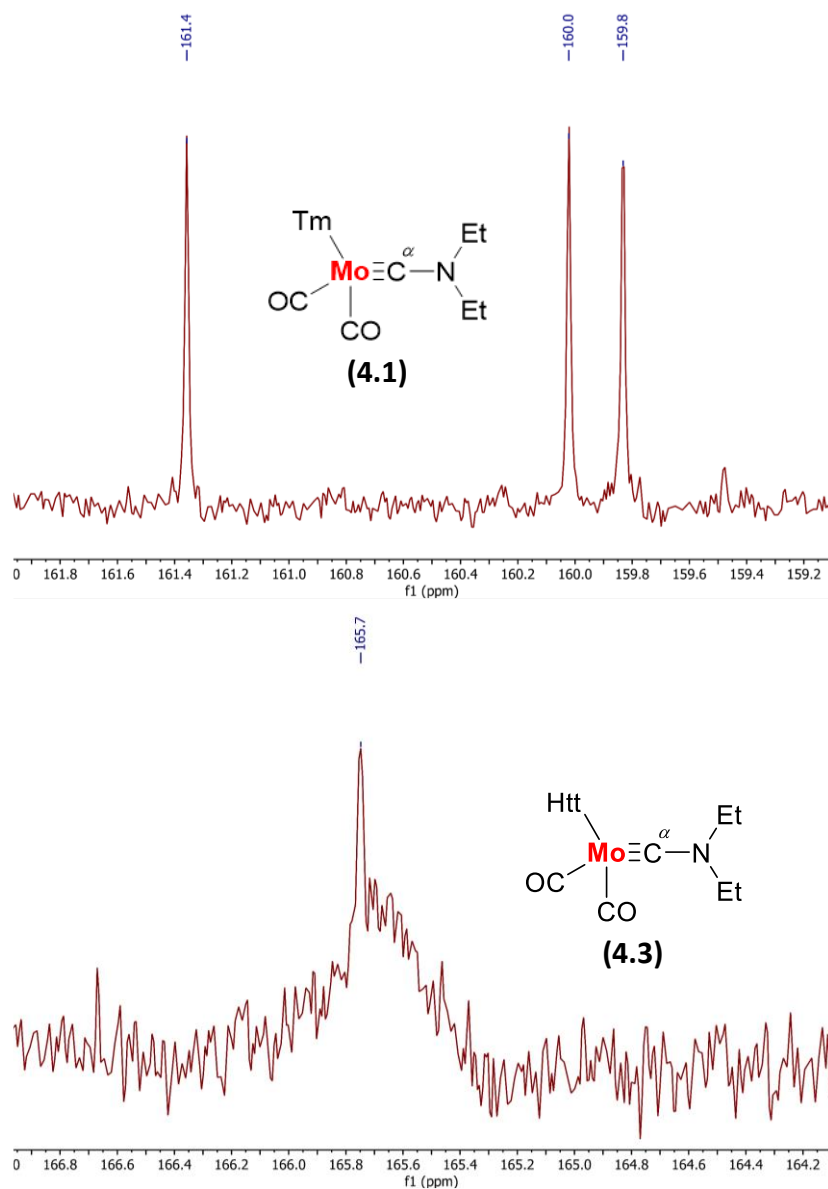 —161.4
—160.0
—159.8
Tm
Mo≡C
α
N
Et
Et
OC
CO
(4.1)
0 161.8 161.6 161.4 161.2 161.0 160.8 160.6 160.4 160.2 160.0 159.8 159.6 159.4 159.2
f1 (ppm)
—165.7
Htt
Mo≡C
α
N
Et
Et
OC
CO
(4.3)
0 166.8 166.6 166.4 166.2 166.0 165.8 165.6 165.4 165.2 165.0 164.8 164.6 164.4 164.2
f1 (ppm)